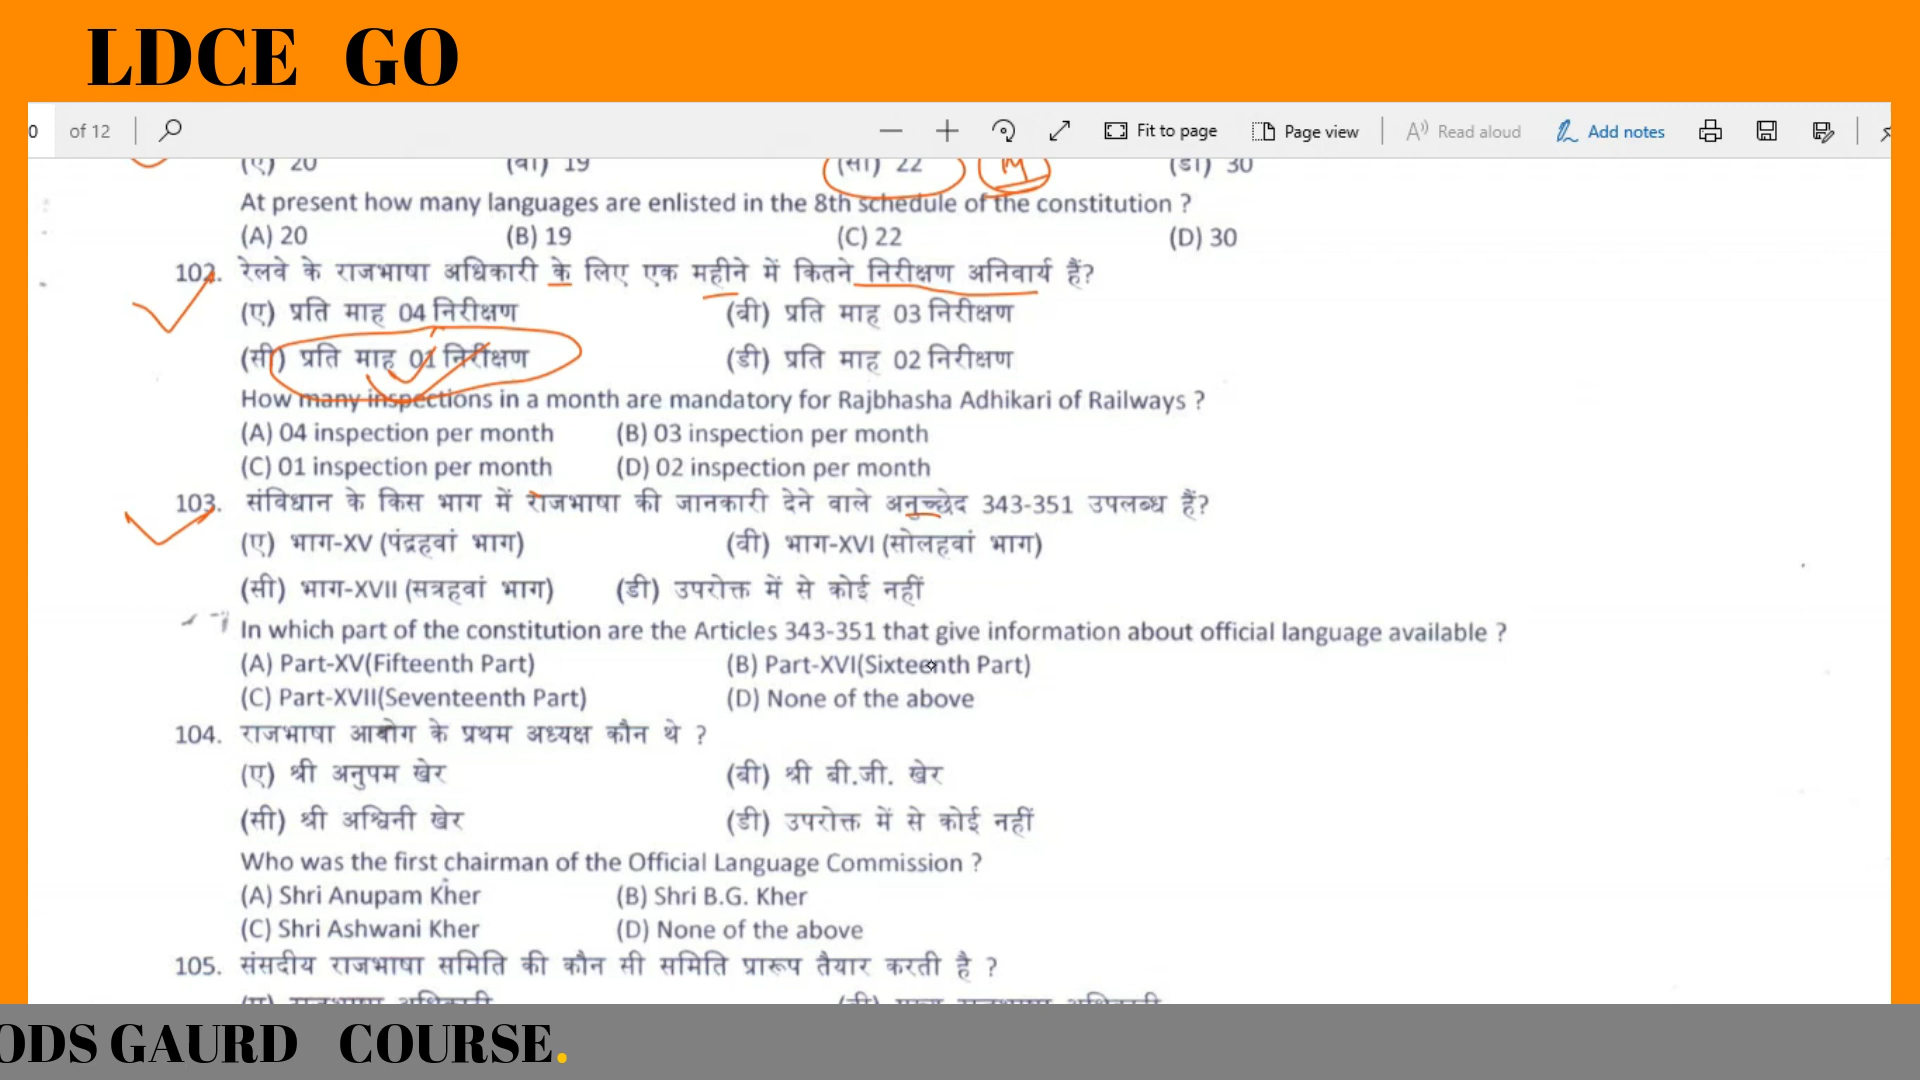 LDCE GO
0 of 12 Fit to page Page view Read aloud Add notes
(ए) 20 (बी) 19 (सी) 22 (डी) 30
At present how many languages are enlisted in the 8th schedule of the constitution ?
(A) 20 (B) 19 (C) 22 (D) 30
102. रेलवे के राजभाषा अधिकारी के लिए एक महीने में कितने निरीक्षण अनिवार्य हैं?
(ए) प्रति माह 04 निरीक्षण (बी) प्रति माह 03 निरीक्षण
(सी) प्रति माह 01 निरीक्षण (डी) प्रति माह 02 निरीक्षण
How many inspections in a month are mandatory for Rajbhasha Adhikari of Railways ?
(A) 04 inspection per month (B) 03 inspection per month
(C) 01 inspection per month (D) 02 inspection per month
103. संविधान के किस भाग में राजभाषा की जानकारी देने वाले अनुच्छेद 343-351 उपलब्ध हैं?
(ए) भाग-XV (पंद्रहवां भाग) (बी) भाग-XVI (सोलहवां भाग)
(सी) भाग-XVII (सत्रहवां भाग) (डी) उपरोक्त में से कोई नहीं
In which part of the constitution are the Articles 343-351 that give information about official language available ?
(A) Part-XV(Fifteenth Part) (B) Part-XVI(Sixteenth Part)
(C) Part-XVII(Seventeenth Part) (D) None of the above
104. राजभाषा आयोग के प्रथम अध्यक्ष कौन थे ?
(ए) श्री अनुपम खेर (बी) श्री बी.जी. खेर
(सी) श्री अश्विनी खेर (डी) उपरोक्त में से कोई नहीं
Who was the first chairman of the Official Language Commission ?
(A) Shri Anupam Kher (B) Shri B.G. Kher
(C) Shri Ashwani Kher (D) None of the above
105. संसदीय राजभाषा समिति की कौन सी समिति प्रारूप तैयार करती है ?
ODS GAURD COURSE.